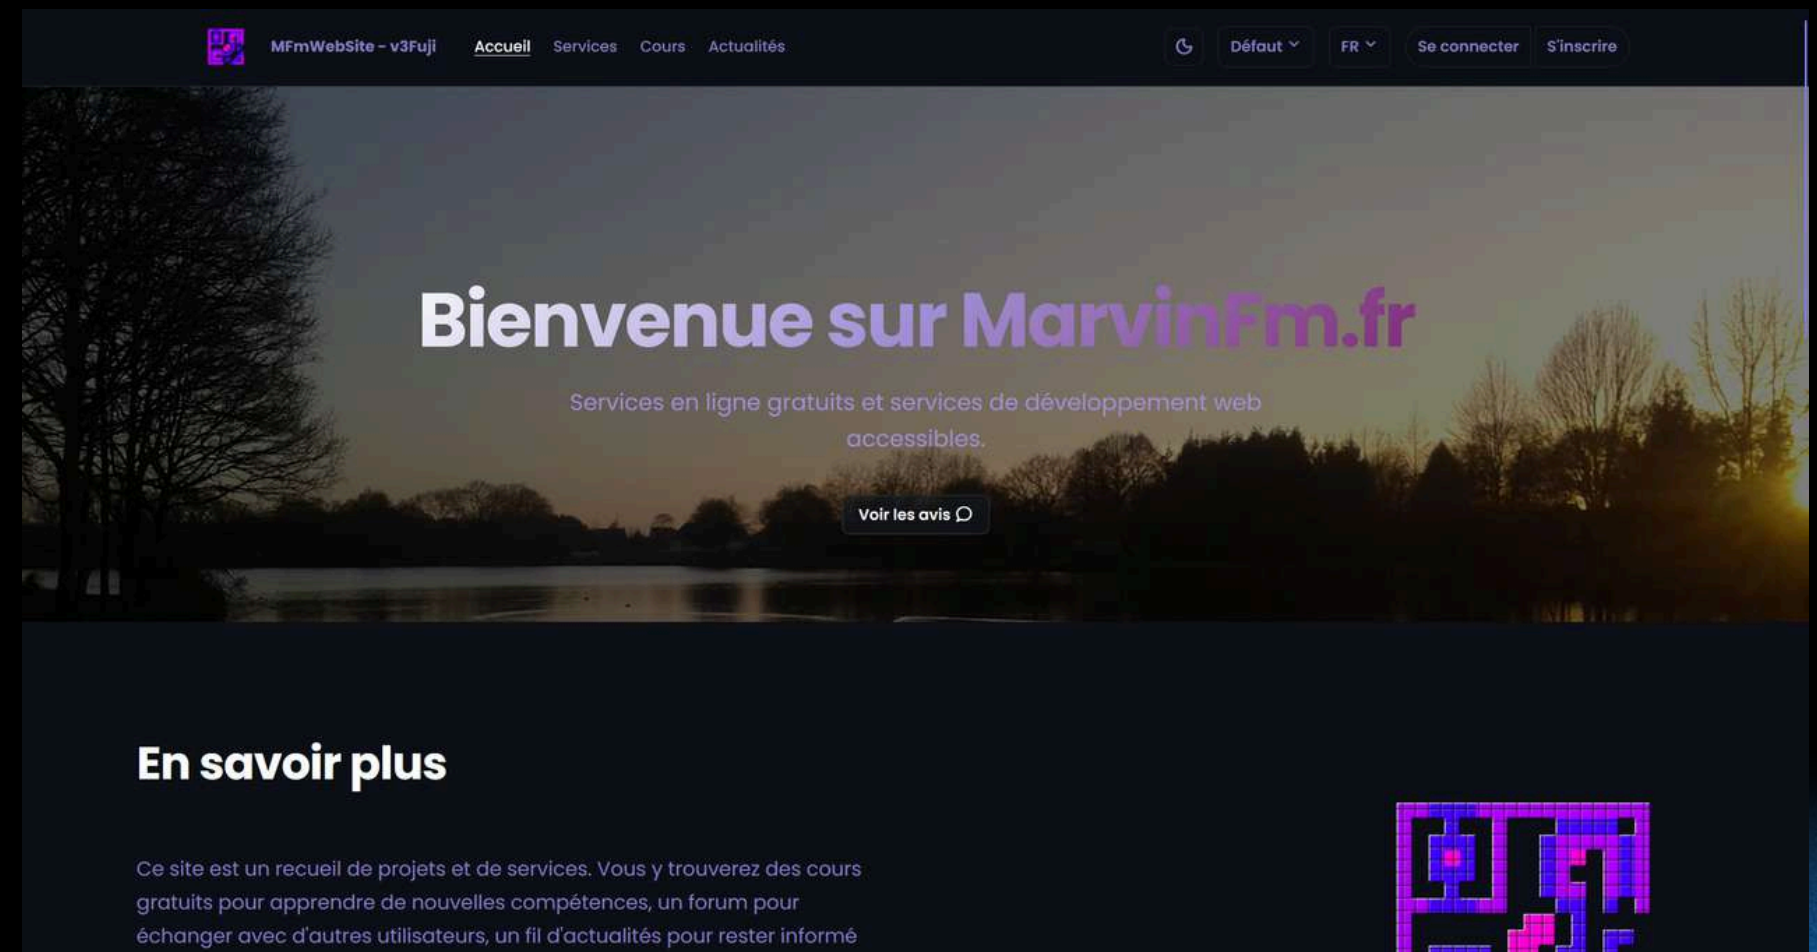 MFmWebSite - v3Fuji Accueil Services Cours Actualités Défaut FR Se connecter S'inscrire
Bienvenue sur MarvinFm.fr
Services en ligne gratuits et services de développement web
accessibles.
Voir les avis
En savoir plus
Ce site est un recueil de projets et de services. Vous y trouverez des cours
gratuits pour apprendre de nouvelles compétences, un forum pour
échanger avec d'autres utilisateurs, un fil d'actualités pour rester informé